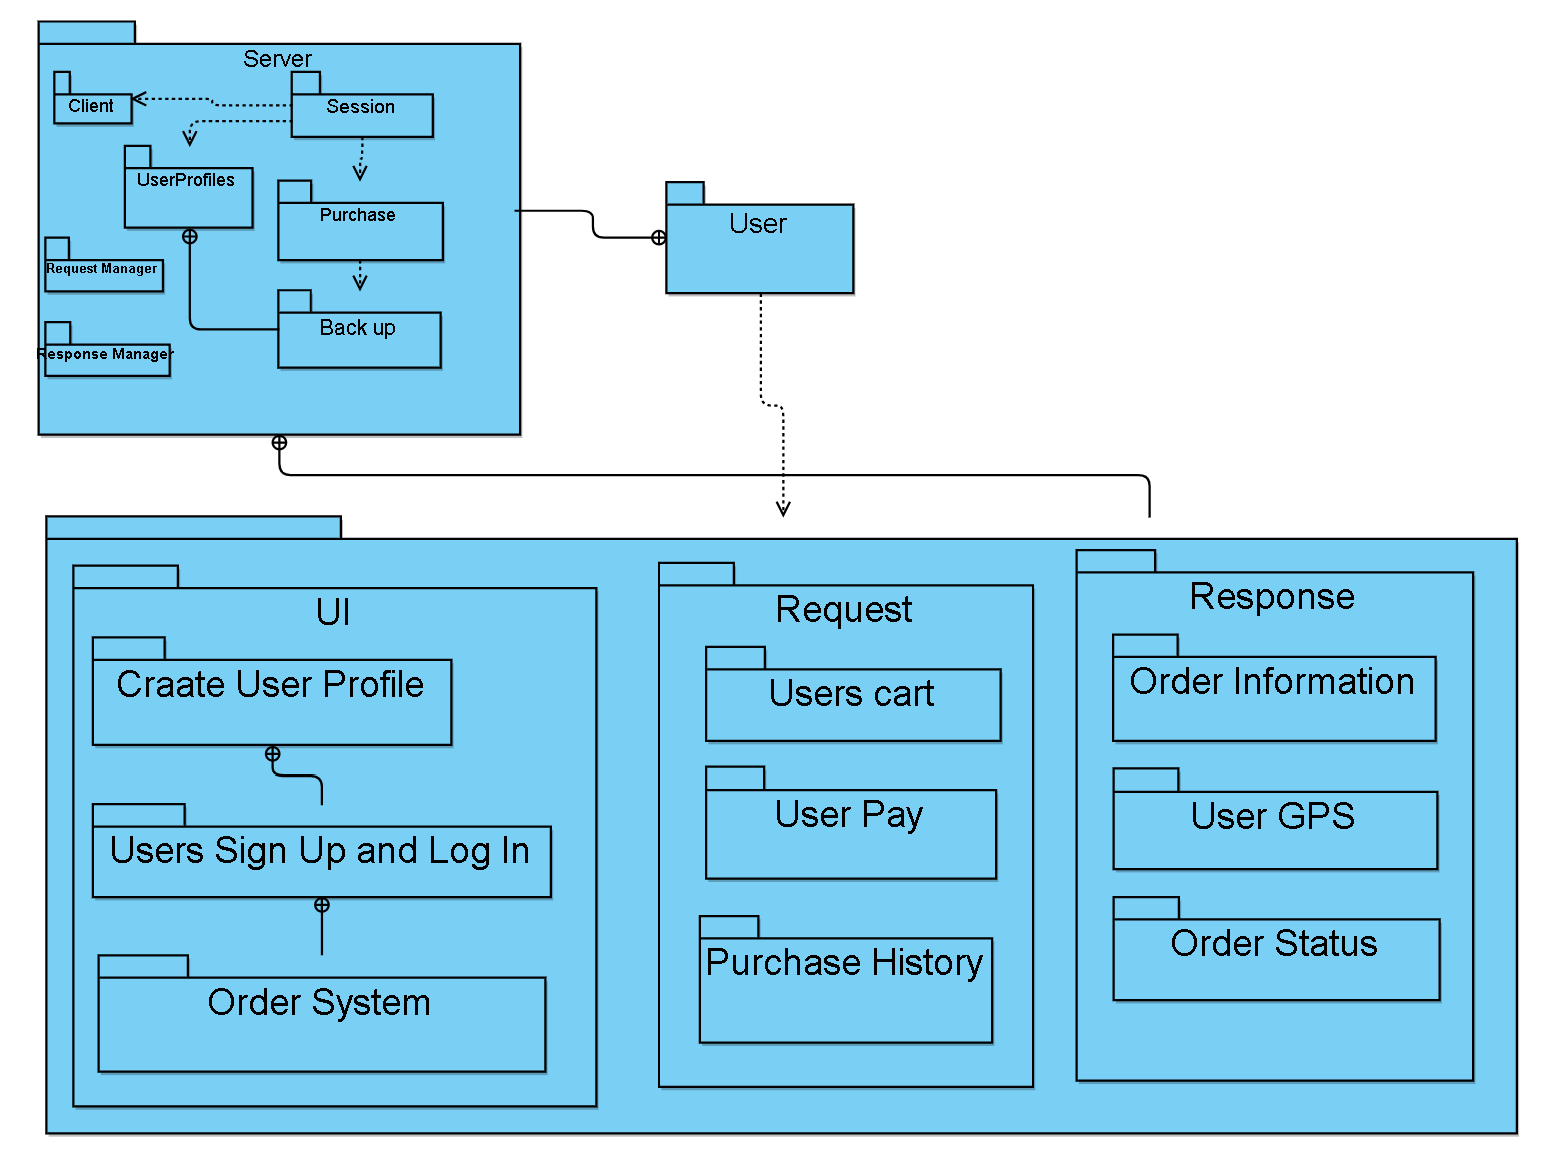 Server
Client
Session
UserProfiles
Purchase
User
Request Manager
Back up
Response Manager
UI
Request
Response
Craate User Profile
Users cart
Order Information
Users Sign Up and Log In
User Pay
User GPS
Order System
Purchase History
Order Status